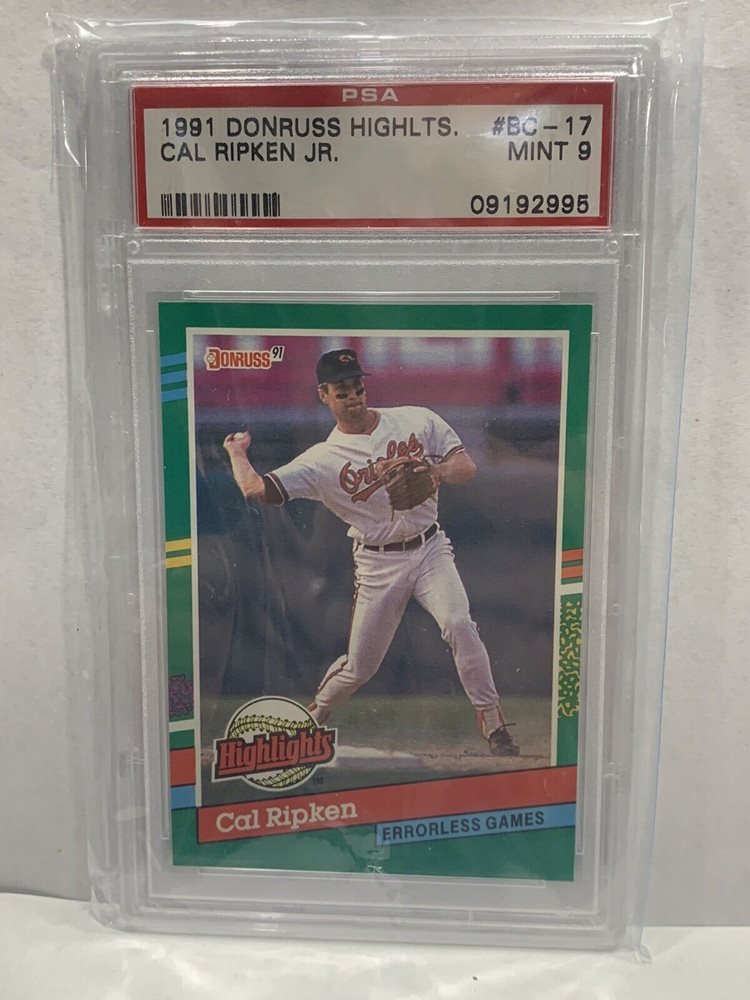 PSA
1991 DONRUSS HIGHLTS. #BC-17
CAL RIPKEN JR. MINT 9
09192995
DONRUSS 91
Orioles
Highlights
TM
Cal Ripken
ERRORLESS GAMES